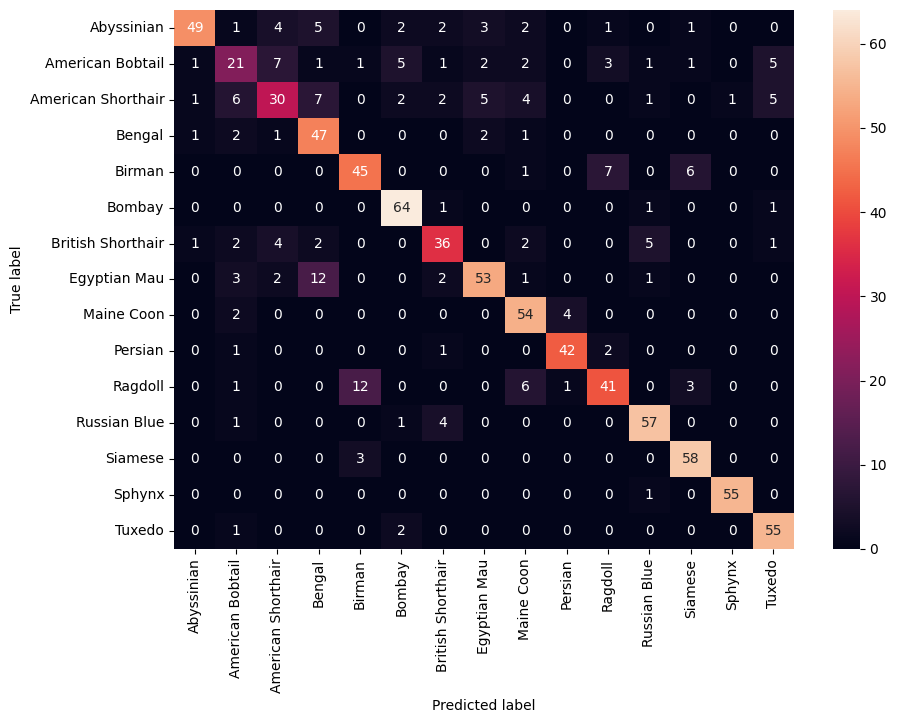 Abyssinian 49 1 4 5 0 2 2 3 2 0 1 0 1 0 0
American Bobtail 1 21 7 1 1 5 1 2 2 0 3 1 1 0 5
American Shorthair 1 6 30 7 0 2 2 5 4 0 0 1 0 1 5
Bengal 1 2 1 47 0 0 0 2 1 0 0 0 0 0 0
Birman 0 0 0 0 45 0 0 0 1 0 7 0 6 0 0
Bombay 0 0 0 0 0 64 1 0 0 0 0 1 0 0 1
British Shorthair 1 2 4 2 0 0 36 0 2 0 0 5 0 0 1
Egyptian Mau 0 3 2 12 0 0 2 53 1 0 0 1 0 0 0
Maine Coon 0 2 0 0 0 0 0 0 54 4 0 0 0 0 0
Persian 0 1 0 0 0 0 1 0 0 42 2 0 0 0 0
Ragdoll 0 1 0 0 12 0 0 0 6 1 41 0 3 0 0
Russian Blue 0 1 0 0 0 1 4 0 0 0 0 57 0 0 0
Siamese 0 0 0 0 3 0 0 0 0 0 0 0 58 0 0
Sphynx 0 0 0 0 0 0 0 0 0 0 0 1 0 55 0
Tuxedo 0 1 0 0 0 2 0 0 0 0 0 0 0 0 55
True label
Abyssinian
American Bobtail
American Shorthair
Bengal
Birman
Bombay
British Shorthair
Egyptian Mau
Maine Coon
Persian
Ragdoll
Russian Blue
Siamese
Sphynx
Tuxedo
Predicted label
60
50
40
30
20
10
0